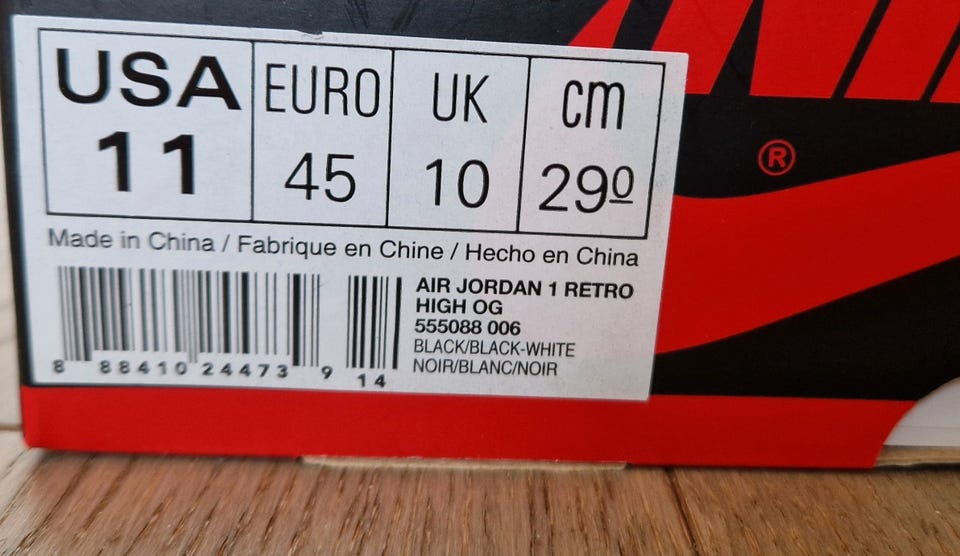 USA EURO UK cm
11 45 10 290
Made in China / Fabrique en Chine / Hecho en China
AIR JORDAN 1 RETRO
HIGH OG
555088 006
BLACK/BLACK-WHITE
NOIR/BLANC/NOIR
8 88410 24473 9 14
®